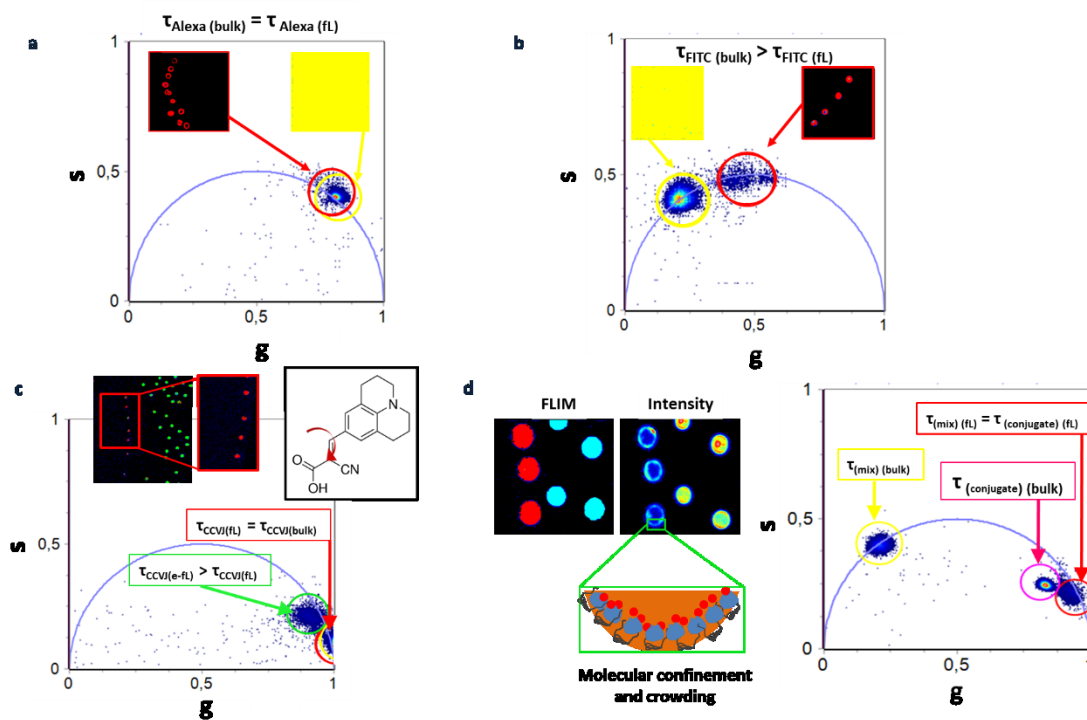 a
τAlexa (bulk) = τ Alexa (fL)
1
0,5
0
s
0
0,5
1
g
b
τFITC (bulk) > τFITC (fL)
1
0,5
0
s
0
0,5
1
g
c
N
O
CN
OH
τCCVJ(fL) = τCCVJ(bulk)
τCCVJ(e-fL) > τCCVJ(fL)
1
0,5
0
s
0
0,5
1
g
d
FLIM
Intensity
Molecular confinement
and crowding
τ(mix) (fL) = τ(conjugate) (fL)
τ(mix) (bulk)
τ (conjugate) (bulk)
1
0,5
0
s
0
0,5
1
g